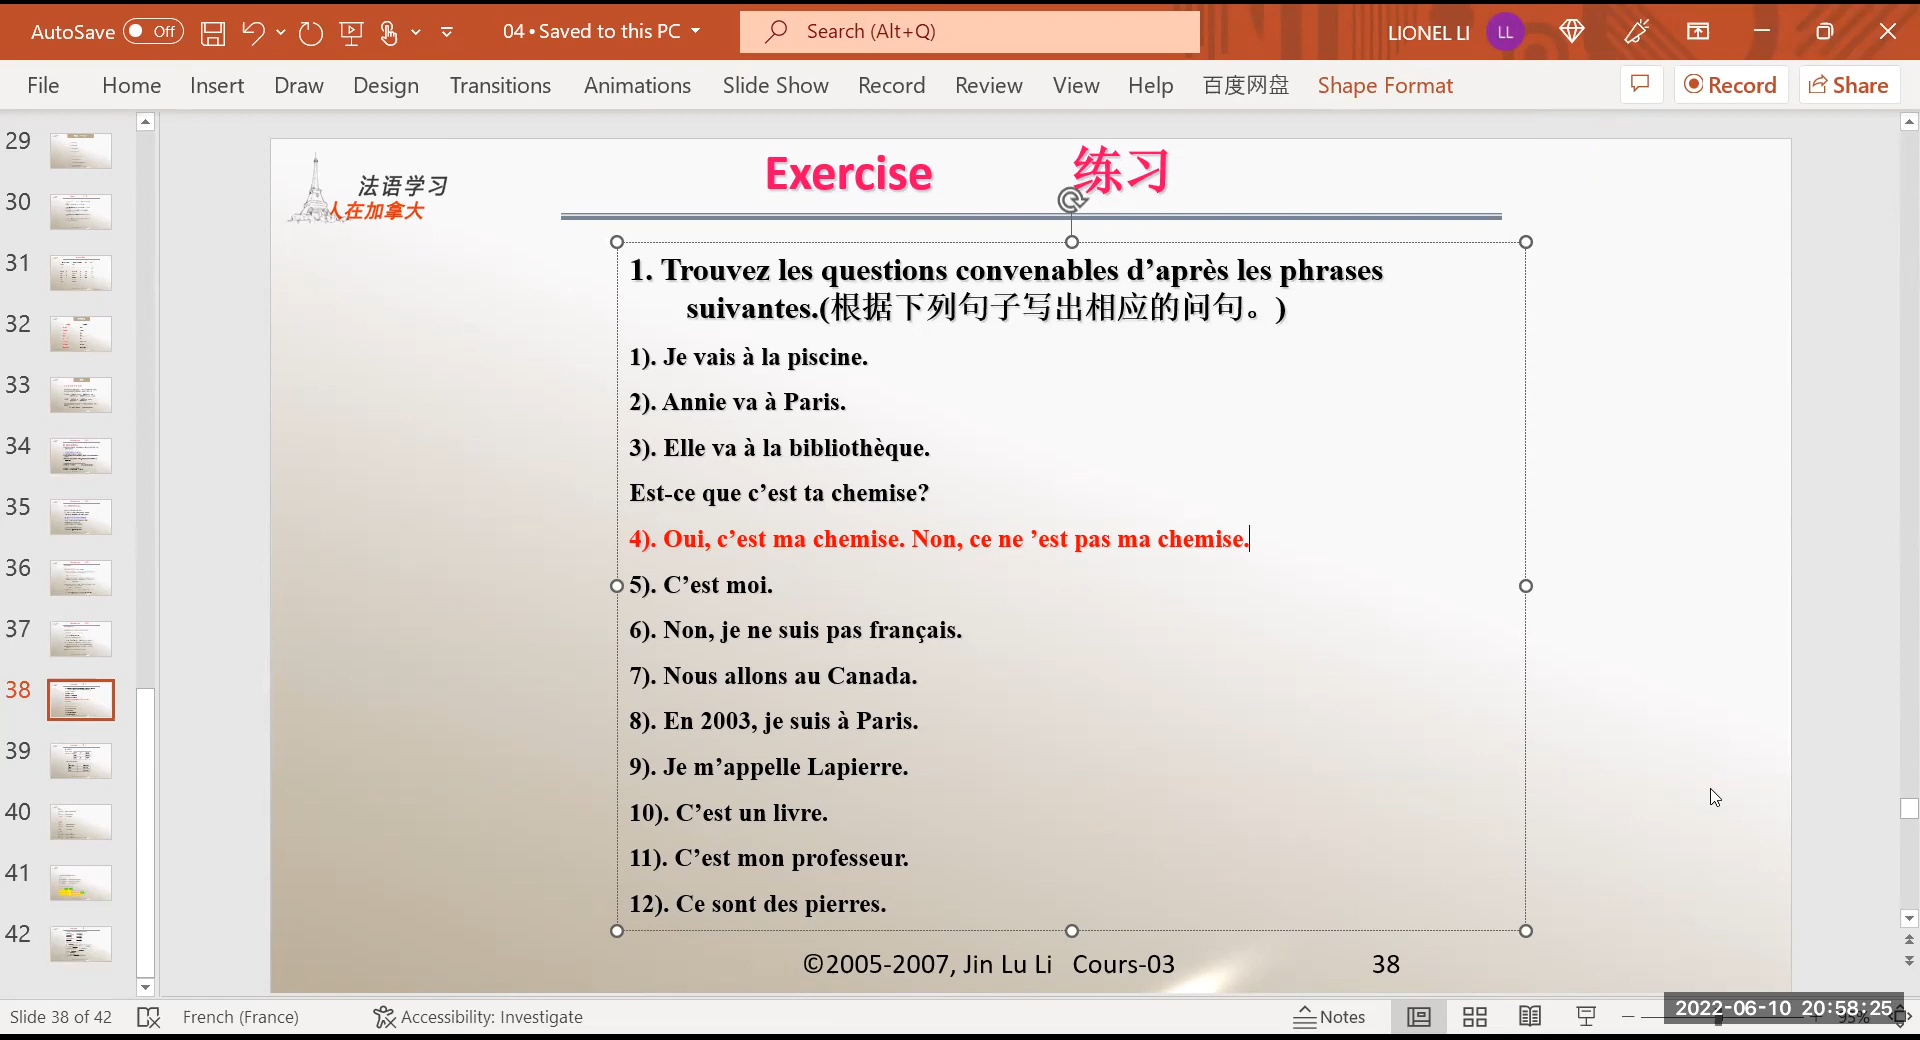 AutoSave Off 04 • Saved to this PC Search (Alt+Q) LIONEL LI LL
File Home Insert Draw Design Transitions Animations Slide Show Record Review View Help 百度网盘 Shape Format Record Share
29
30
31
32
33
34
35
36
37
38
39
40
41
42
法语学习
人在加拿大
Exercise 练习
1. Trouvez les questions convenables d’après les phrases
suivantes.(根据下列句子写出相应的问句。)
1). Je vais à la piscine.
2). Annie va à Paris.
3). Elle va à la bibliothèque.
Est-ce que c’est ta chemise?
4). Oui, c’est ma chemise. Non, ce ne ’est pas ma chemise.
5). C’est moi.
6). Non, je ne suis pas français.
7). Nous allons au Canada.
8). En 2003, je suis à Paris.
9). Je m’appelle Lapierre.
10). C’est un livre.
11). C’est mon professeur.
12). Ce sont des pierres.
©2005-2007, Jin Lu Li Cours-03 38
Slide 38 of 42 French (France) Accessibility: Investigate Notes
2022-06-10 20:58:25